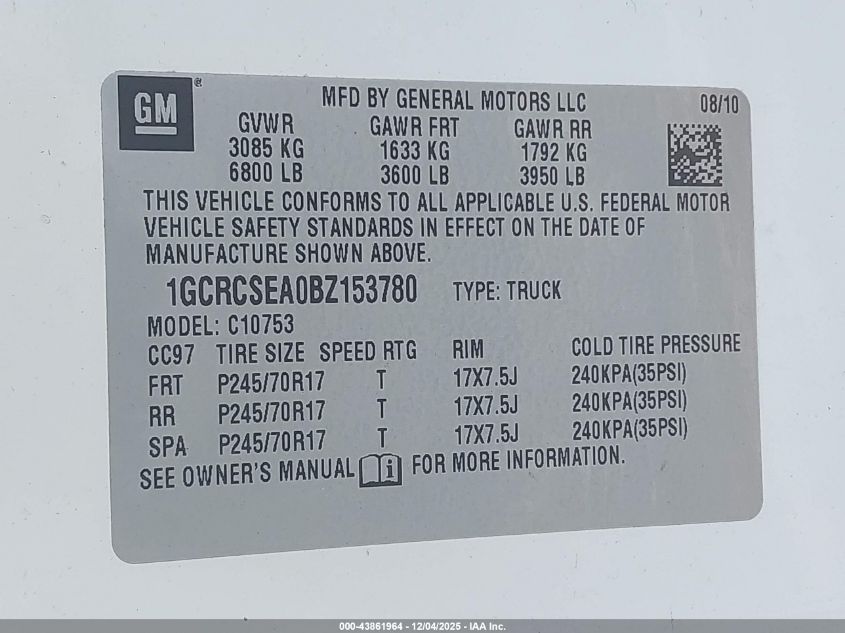 GM ®
MFD BY GENERAL MOTORS LLC 08/10
GVWR GAWR FRT GAWR RR
3085 KG 1633 KG 1792 KG
6800 LB 3600 LB 3950 LB
THIS VEHICLE CONFORMS TO ALL APPLICABLE U.S. FEDERAL MOTOR
VEHICLE SAFETY STANDARDS IN EFFECT ON THE DATE OF
MANUFACTURE SHOWN ABOVE.
1GCRCSEA0BZ153780 TYPE: TRUCK
MODEL: C10753
CC97 TIRE SIZE SPEED RTG RIM COLD TIRE PRESSURE
FRT P245/70R17 T 17X7.5J 240KPA(35PSI)
RR P245/70R17 T 17X7.5J 240KPA(35PSI)
SPA P245/70R17 T 17X7.5J 240KPA(35PSI)
SEE OWNER'S MANUAL i FOR MORE INFORMATION.
000-43861964 - 12/04/2025 - IAA Inc.